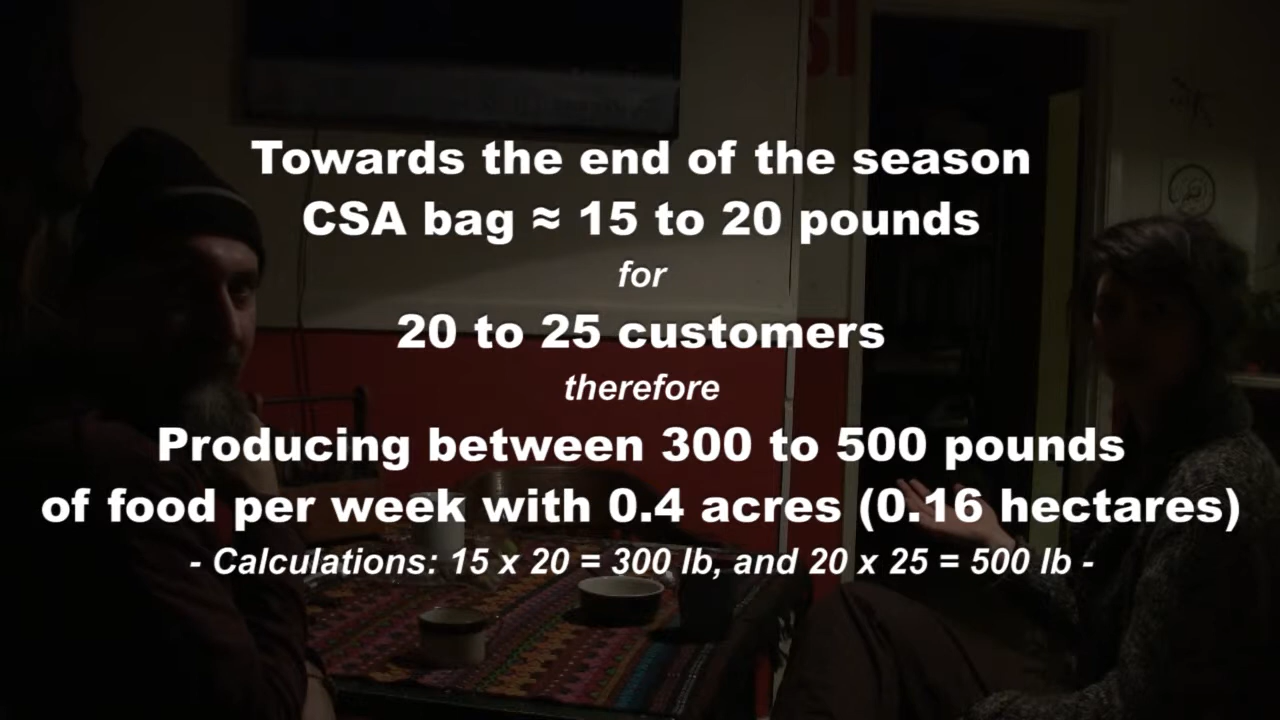 Towards the end of the season
CSA bag ≈ 15 to 20 pounds
for
20 to 25 customers
therefore
Producing between 300 to 500 pounds
of food per week with 0.4 acres (0.16 hectares)
- Calculations: 15 x 20 = 300 lb, and 20 x 25 = 500 lb -